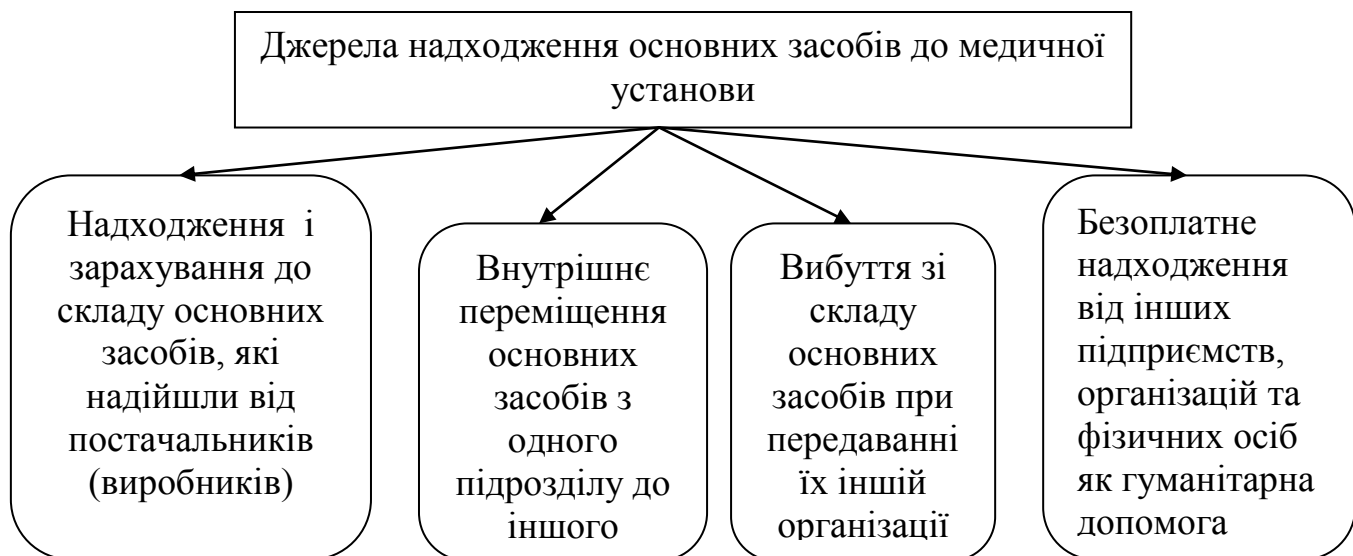 Джерела надходження основних засобів до медичної
установи
Надходження і
зарахування до
складу основних
засобів, які
надійшли від
постачальників
(виробників)
Внутрішнє
переміщення
основних
засобів з
одного
підрозділу до
іншого
Вибуття зі
складу
основних
засобів при
передаванні
їх іншій
організації
Безоплатне
надходження
від інших
підприємств,
організацій та
фізичних осіб
як гуманітарна
допомога